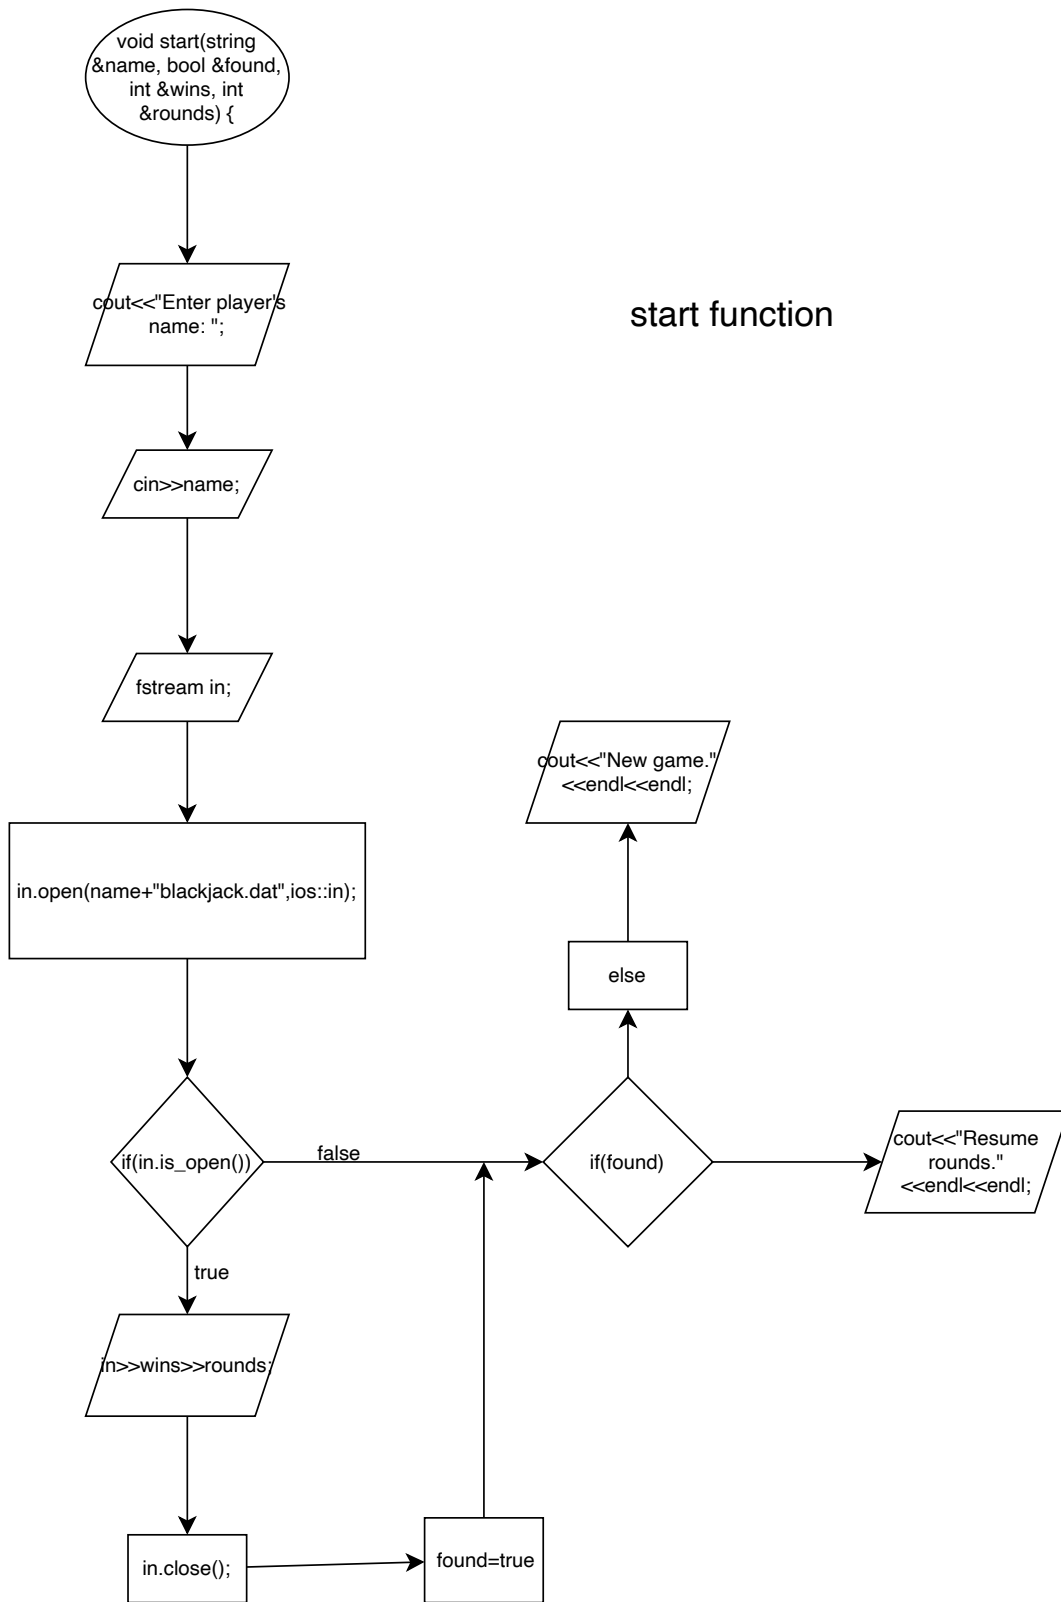 void start(string
&name, bool &found,
int &wins, int
&rounds) {
cout<<"Enter player's
name: ";
start function
cin>>name;
fstream in;
in.open(name+"blackjack.dat",ios::in);
if(in.is_open())
false
true
in>>wins>>rounds;
in.close();
found=true
if(found)
else
cout<<"New game."
<<endl<<endl;
cout<<"Resume
rounds."
<<endl<<endl;